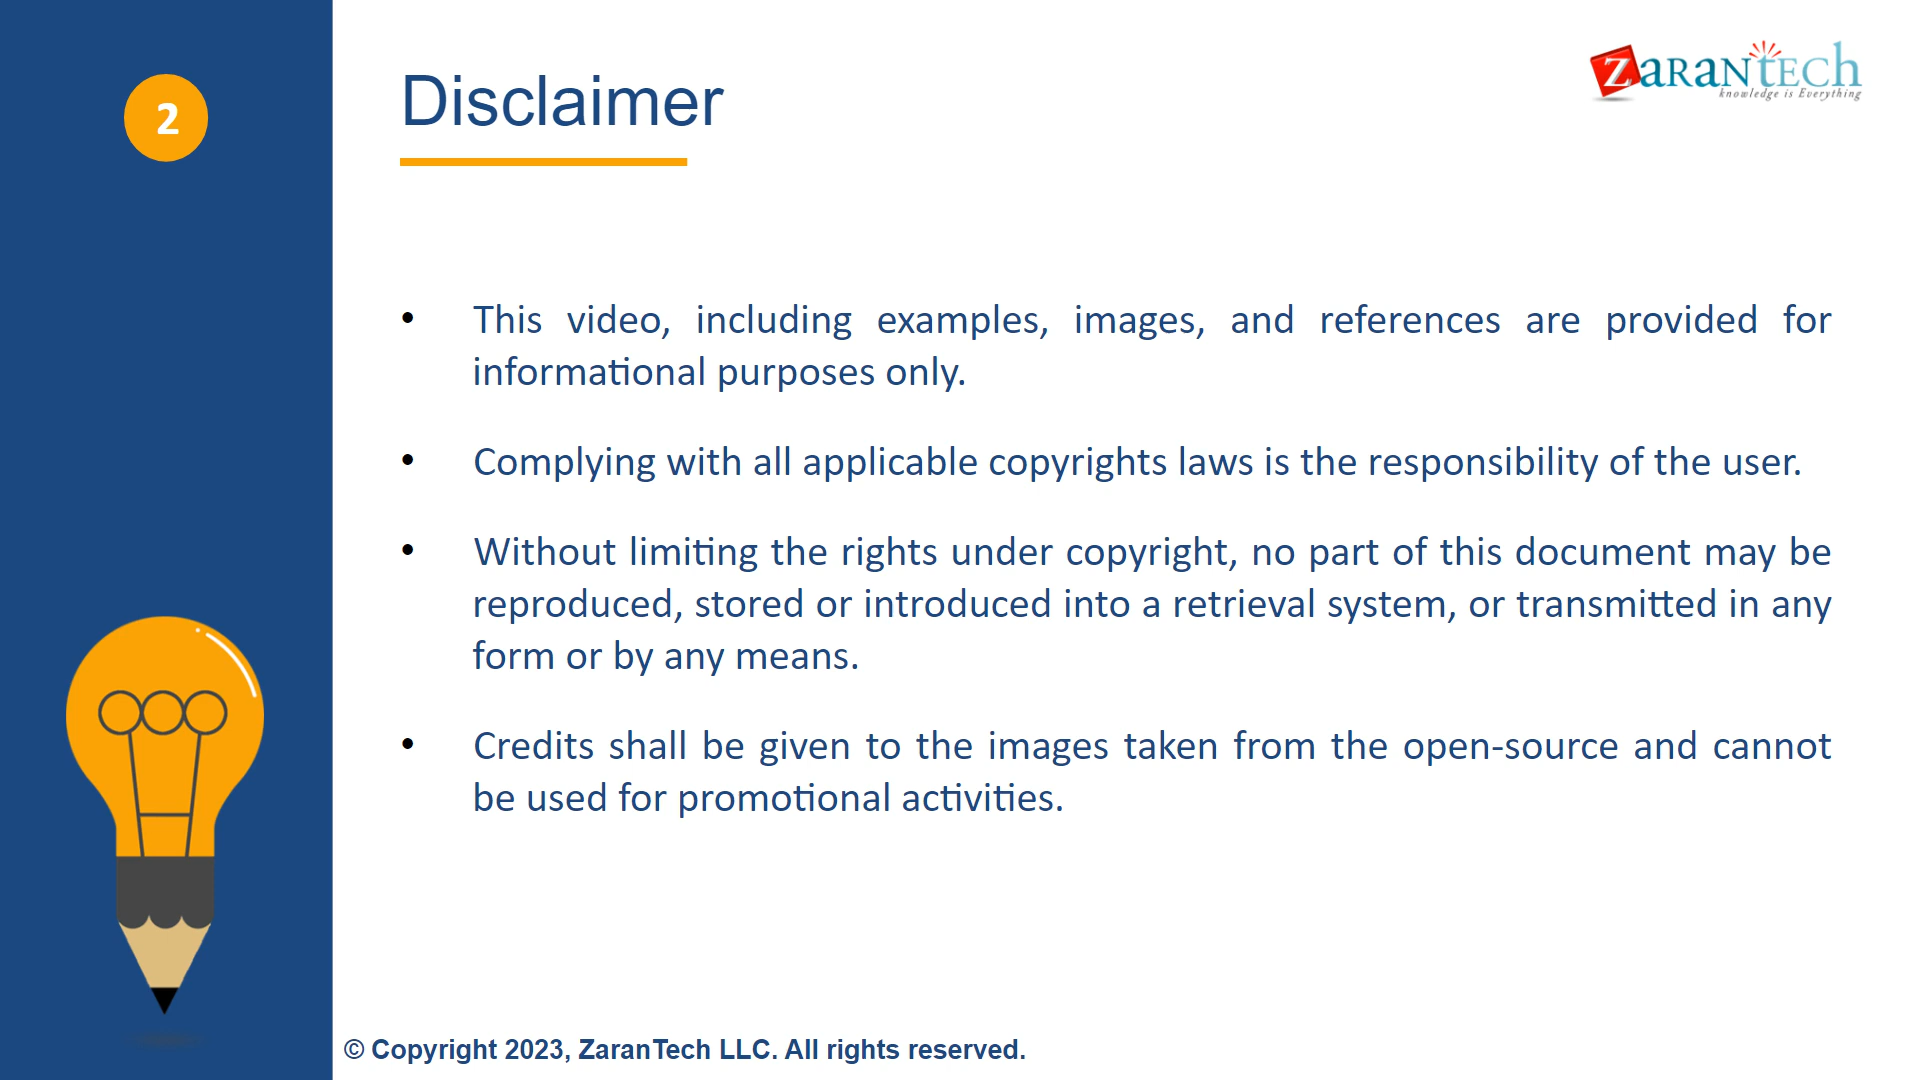 2
Disclaimer
ZARANTECH
knowledge is Everything
• This video, including examples, images, and references are provided for
informational purposes only.
• Complying with all applicable copyrights laws is the responsibility of the user.
• Without limiting the rights under copyright, no part of this document may be
reproduced, stored or introduced into a retrieval system, or transmitted in any
form or by any means.
• Credits shall be given to the images taken from the open-source and cannot
be used for promotional activities.
© Copyright 2023, ZaranTech LLC. All rights reserved.